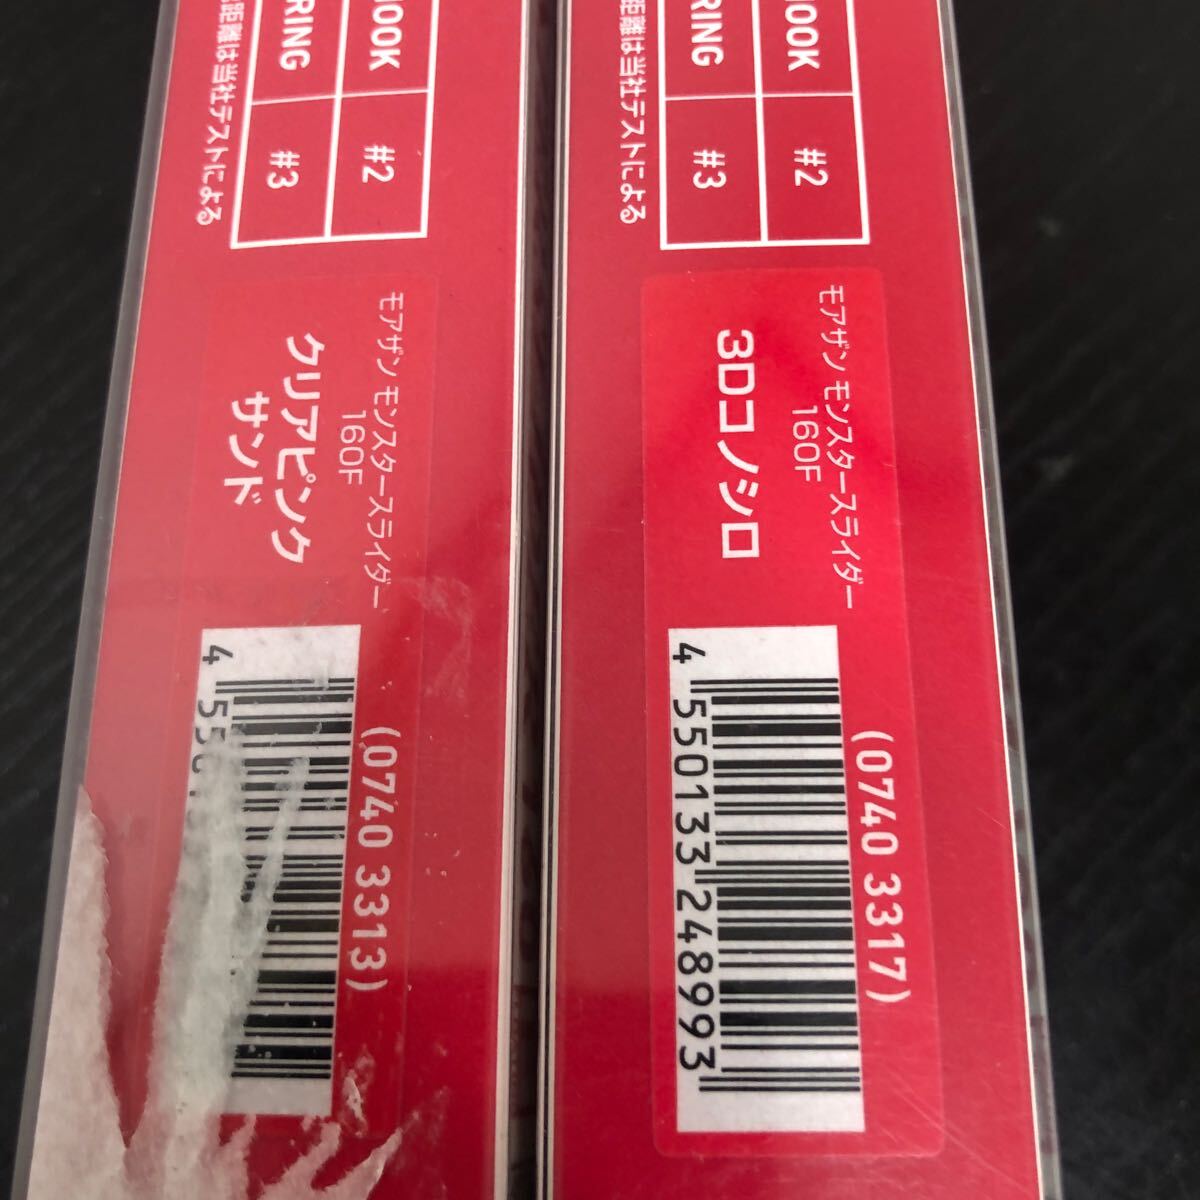 HOOK #2
RING #3
距離は当社テストによる
モアザン モンスタースライダー
160F
クリアピンク
サンド
(0740 3313)
4 550
HOOK #2
RING #3
距離は当社テストによる
モアザン モンスタースライダー
160F
3Dコノシロ
(0740 3317)
4 550133 248993